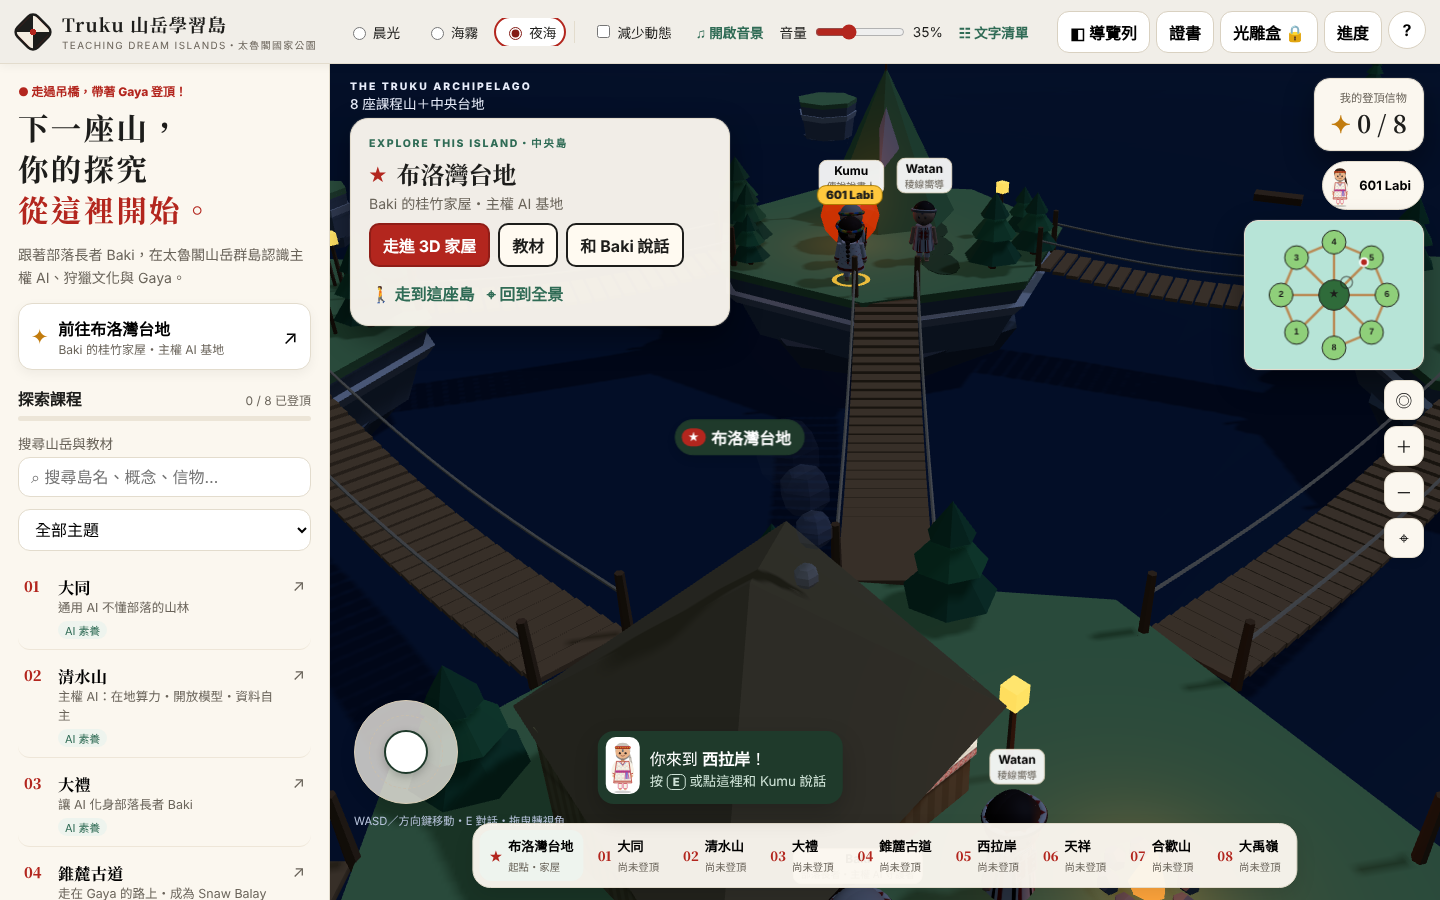 Truku 山岳學習島
TEACHING DREAM ISLANDS・太魯閣國家公園
晨光
海霧
夜海
減少動態
♫ 開啟音景
音量
35%
☷ 文字清單
◧ 導覽列
證書
光雕盒 🔒
進度
?
走過吊橋，帶著 Gaya 登頂！
下一座山，
你的探究
從這裡開始。
跟著部落長者 Baki，在太魯閣山岳群島認識主
權 AI、狩獵文化與 Gaya。
✦ 前往布洛灣台地 ↗
Baki 的桂竹家屋・主權 AI 基地
探索課程
0 / 8 已登頂
搜尋山岳與教材
⌕ 搜尋島名、概念、信物…
全部主題
01 大同 ↗
通用 AI 不懂部落的山林
AI 素養
02 清水山 ↗
主權 AI：在地算力・開放模型・資料自
主
AI 素養
03 大禮 ↗
讓 AI 化身部落長者 Baki
AI 素養
04 錐麓古道 ↗
走在 Gaya 的路上・成為 Snaw Balay
THE TRUKU ARCHIPELAGO
8 座課程山＋中央台地
EXPLORE THIS ISLAND・中央島
★ 布洛灣台地
Baki 的桂竹家屋・主權 AI 基地
走進 3D 家屋
教材
和 Baki 說話
🚶 走到這座島
⌖ 回到全景
Kumu
601 Labi
Watan
稜線嚮導
★ 布洛灣台地
我的登頂信物
✦ 0 / 8
601 Labi
4
3
5
2
★
6
1
7
8
◎
+
−
⌖
你來到 西拉岸！
按 E 或點這裡和 Kumu 說話
Watan
稜線嚮導
WASD／方向鍵移動・E 對話・拖曳轉視角
★ 布洛灣台地
起點・家屋
01 大同
尚未登頂
02 清水山
尚未登頂
03 大禮
尚未登頂
04 錐麓古道
尚未登頂
05 西拉岸
尚未登頂
06 天祥
尚未登頂
07 合歡山
尚未登頂
08 大禹嶺
尚未登頂